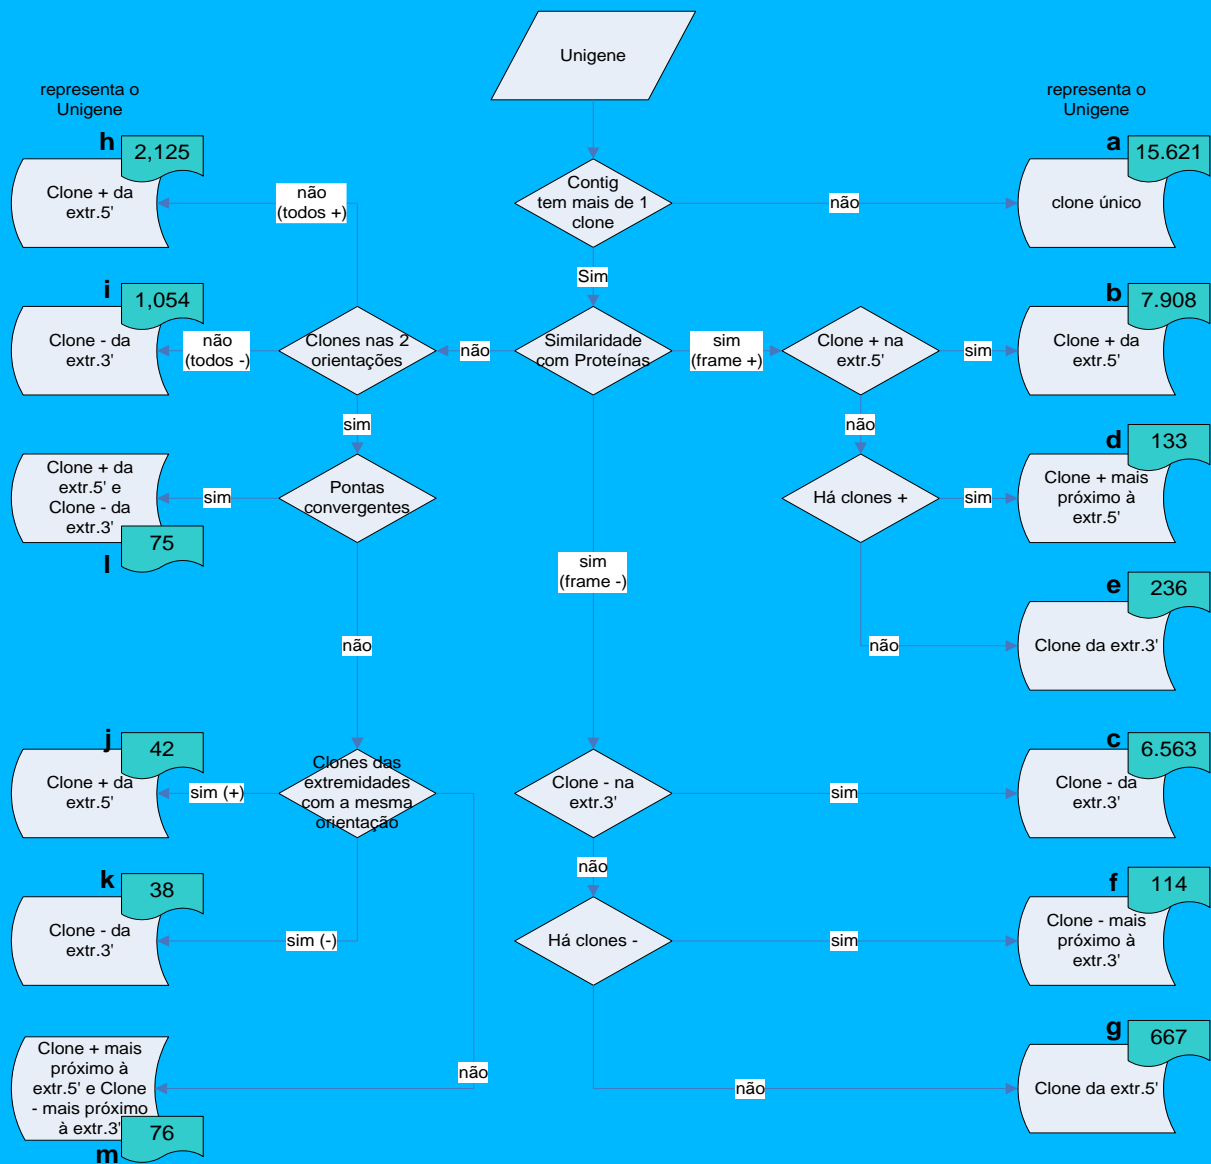 Unigene
representa o
Unigene
representa o
Unigene
h
2,125
Clone + da
extr.5'
não
(todos +)
Contig
tem mais de 1
clone
não
a
15.621
clone único
Sim
i
1,054
Clone - da
extr.3'
não
(todos -)
Clones nas 2
orientações
não
Similaridade
com Proteínas
sim
(frame +)
Clone + na
extr.5'
sim
b
7.908
Clone + da
extr.5'
sim
não
Clone + da
extr.5' e
Clone - da
extr.3'
75
l
sim
Pontas
convergentes
Há clones +
sim
d
133
Clone + mais
próximo à
extr.5'
sim
(frame -)
não
não
e
236
Clone da extr.3'
j
42
Clone + da
extr.5'
sim (+)
Clones das
extremidades
com a mesma
orientação
Clone - na
extr.3'
sim
c
6.563
Clone - da
extr.3'
não
k
38
Clone - da
extr.3'
sim (-)
Há clones -
sim
f
114
Clone - mais
próximo à
extr.3'
Clone + mais
próximo à
extr.5' e Clone
- mais próximo
à extr.3'
76
m
não
não
g
667
Clone da extr.5'